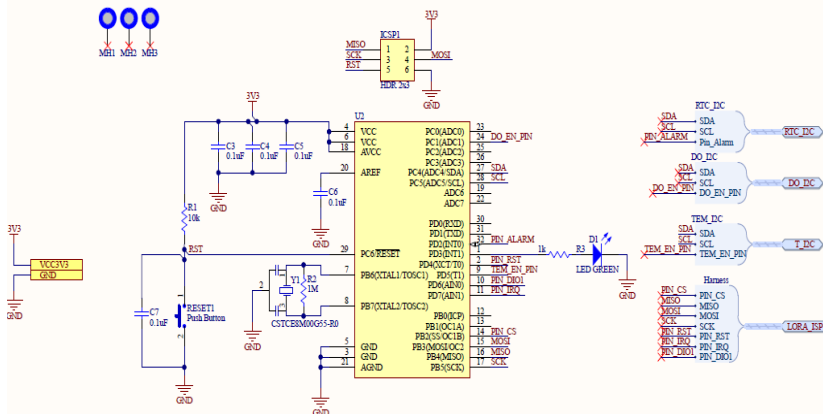 MH1 MH2 MH3
3V3
ICSP1
MISO 1 2
SCK 3 4 MOSI
RST 5 6
HDR 2x3
GND
3V3
C3
0.1uF
C4
0.1uF
C5
0.1uF
GND
R1
10k
RST
C6
0.1uF
GND
3V3
VCC3V3
GND
GND
C7
0.1uF
1
RESET1
Push Button
2
GND
2
GND
Y1
R2
1M
CSTCE8M00G55-R0
GND
U2
4 VCC
6 VCC
18 AVCC
20 AREF
29 PC6/RESET
7 PB6(XTAL1/TOSC1)
8 PB7(XTAL2/TOSC2)
5 GND
3 GND
21 AGND
PC0(ADC0) 23
PC1(ADC1) 24 DO_EN_PIN
PC2(ADC2) 25
PC3(ADC3) 26
PC4(ADC4/SDA) 27 SDA
PC5(ADC5/SCL) 28 SCL
ADC6 19
ADC7 22
PD0(RXD) 30
PD1(TXD) 31
PD2(INT0) 32 PIN_ALARM
PD3(INT1) 1
PD4(XCT/T0) 2 PIN_RST
PD5(T1) 9 TEM_EN_PIN
PD6(AIN0) 10 PIN_DIO1
PD7(AIN1) 11 PIN_IRQ
PB0(ICP) 12
PB1(OC1A) 13
PB2(SS/OC1B) 14 PIN_CS
PB3(MOSI/OC2) 15 MOSI
PB4(MISO) 16 MISO
PB5(SCK) 17 SCK
1k R3
D1
LED GREEN
GND
RTC_I2C
SDA SDA
SCL SCL
PIN_ALARM Pin_Alarm
RTC_I2C
DO_I2C
SDA SDA
SCL SCL
DO_EN_PIN DO_EN_PIN
DO_I2C
TEM_I2C
SDA SDA
SCL SCL
TEM_EN_PIN TEM_EN_PIN
T_I2C
Harness
PIN_CS PIN_CS
MISO MISO
MOSI MOSI
SCK SCK
PIN_RST PIN_RST
PIN_IRQ PIN_IRQ
PIN_DIO1 PIN_DIO1
LORA_ISP